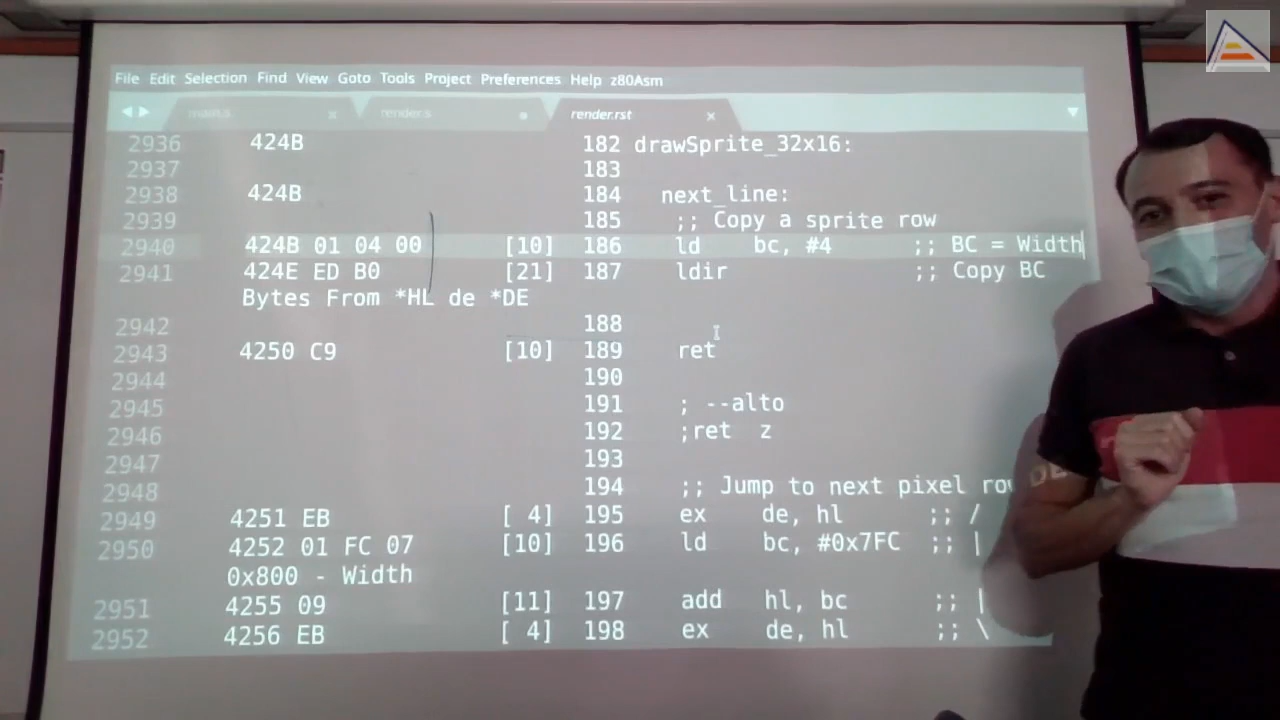 File Edit Selection Find View Goto Tools Project Preferences Help z80Asm
main.s render.s render.rst
2936 424B 182 drawSprite_32x16:
2937 183
2938 424B 184 next_line:
2939 185 ;; Copy a sprite row
2940 424B 01 04 00 [10] 186 ld bc, #4 ;; BC = Width
2941 424E ED B0 [21] 187 ldir ;; Copy BC
Bytes From *HL de *DE
2942 188
2943 4250 C9 [10] 189 ret
2944 190
2945 191 ; --alto
2946 192 ;ret z
2947 193
2948 194 ;; Jump to next pixel row
2949 4251 EB [ 4] 195 ex de, hl ;; /
2950 4252 01 FC 07 [10] 196 ld bc, #0x7FC ;; |
0x800 - Width
2951 4255 09 [11] 197 add hl, bc ;; |
2952 4256 EB [ 4] 198 ex de, hl ;; \